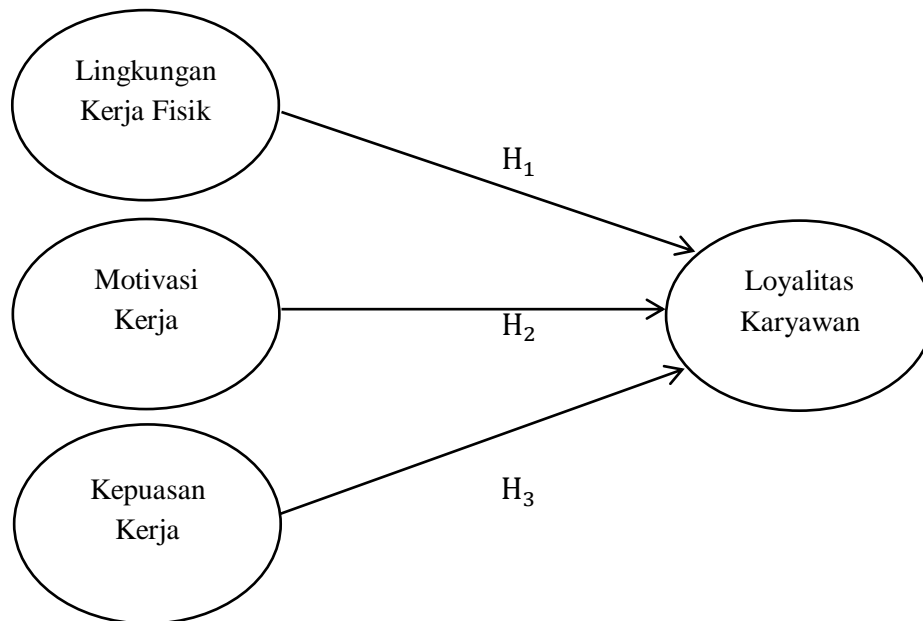 Lingkungan
Kerja Fisik
H₁
Motivasi
Kerja
H₂
Loyalitas
Karyawan
Kepuasan
Kerja
H₃